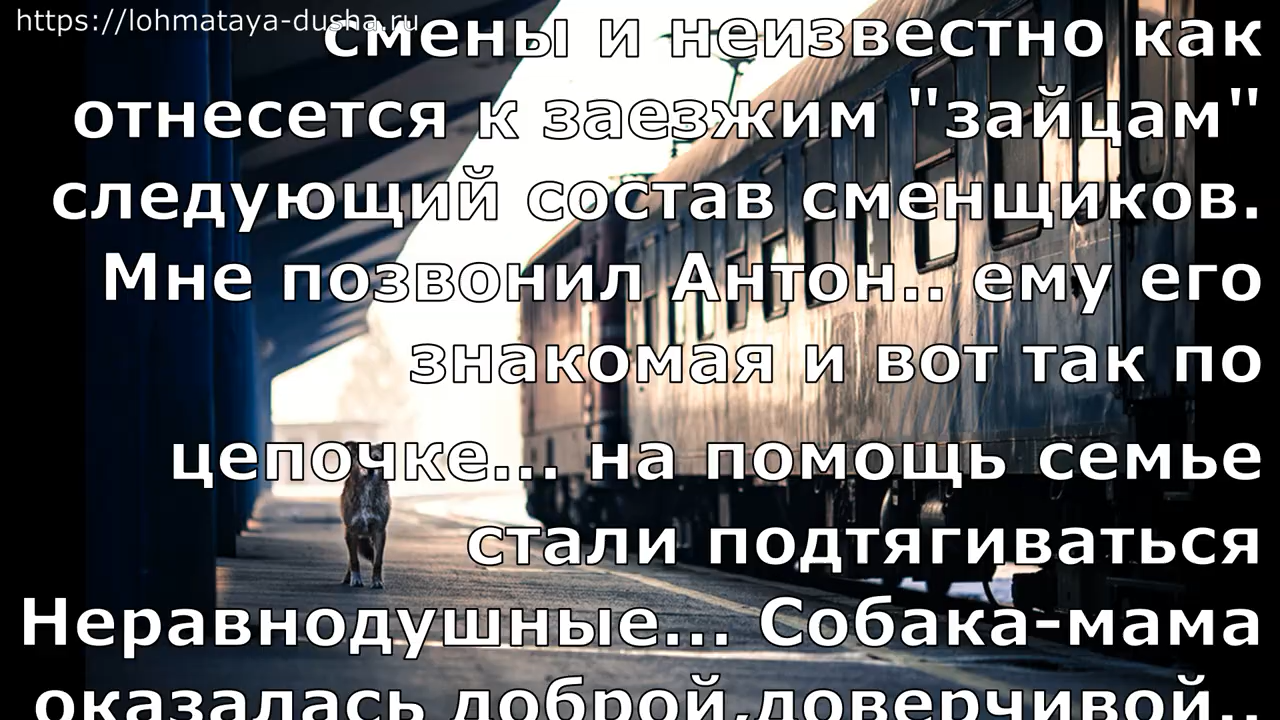 https://lohmataya-dusha.ru
смены и неизвестно как
отнесется к заезжим "зайцам"
следующий состав сменщиков.
Мне позвонил Антон.. ему его
знакомая и вот так по
цепочке... на помощь семье
стали подтягиваться
Неравнодушные... Собака-мама
оказалась доброй,доверчивой..